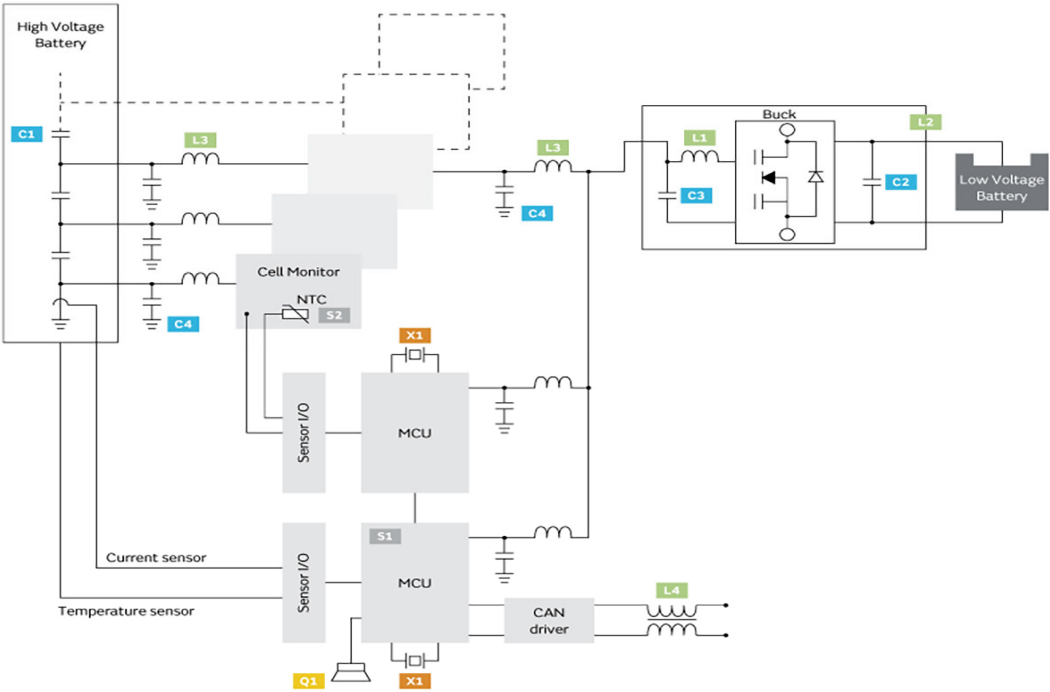 High Voltage
Battery
C1
L3
L3
C4
Buck
L1
L2
C3
C2
Low Voltage
Battery
Cell Monitor
NTC
S2
C4
X1
Sensor I/O
MCU
S1
Current sensor
Sensor I/O
MCU
Temperature sensor
L4
CAN
driver
Q1
X1